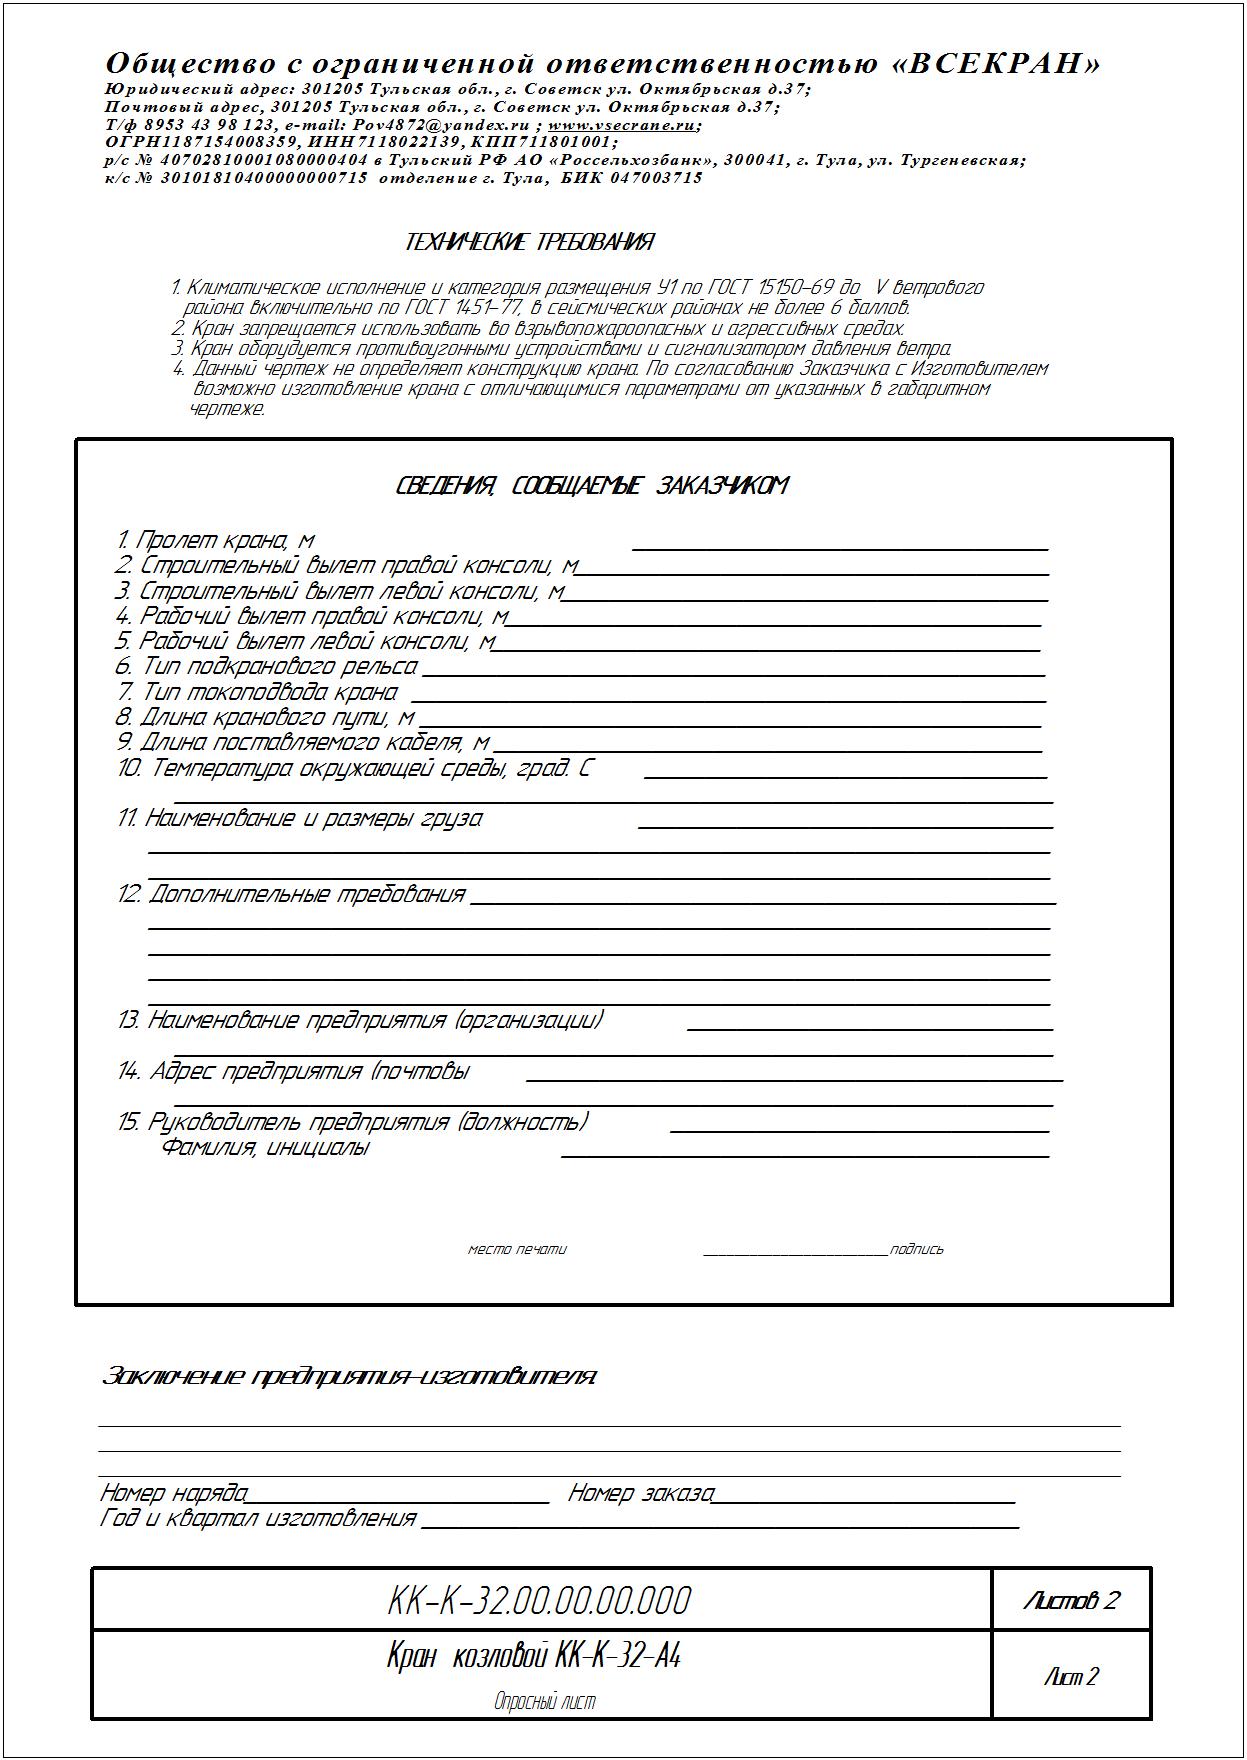 Общество с ограниченной ответственностью «ВСЕКРАН»
Юридический адрес: 301205 Тульская обл., г. Советск ул. Октябрьская д.37;
Почтовый адрес, 301205 Тульская обл., г. Советск ул. Октябрьская д.37;
Т/ф 8953 43 98 123, e-mail: Pov4872@yandex.ru ; www.vsecrane.ru;
ОГРН1187154008359, ИНН7118022139, КПП711801001;
р/с № 40702810001080000404 в Тульский РФ АО «Россельхозбанк», 300041, г. Тула, ул. Тургеневская;
к/с № 30101810400000000715 отделение г. Тула, БИК 047003715
ТЕХНИЧЕСКИЕ ТРЕБОВАНИЯ
1. Климатическое исполнение и категория размещения У1 по ГОСТ 15150-69 до V ветрового
района включительно по ГОСТ 1451-77, в сейсмических районах не более 6 баллов.
2. Кран запрещается использовать во взрывопожароопасных и агрессивных средах.
3. Кран обарудуется противоугонными устройствами и сигнализатором давления ветра.
4. Данный чертеж не определяет конструкцию крана. По согласованию Заказчика с Изготовителем
возможно изготовление крана с отличающимися параметрами от указанных в габаритном
чертеже.
СВЕДЕНИЯ, СООБЩАЕМЫЕ ЗАКАЗЧИКОМ
1. Пролет крана, м
2. Строительный вылет правой консоли, м
3. Строительный вылет левой консоли, м
4. Рабочий вылет правой консоли, м
5. Рабочий вылет левой консоли, м
6. Тип подкранового рельса
7. Тип токоподвода крана
8. Длина кранового пути, м
9. Длина поставляемого кабеля, м
10. Температура окружающей среды, град. С
11. Наименование и размеры груза
12. Дополнительные требования
13. Наименование предприятия (организации)
14. Адрес предприятия (почтовы
15. Руководитель предприятия (должность)
Фамилия, инициалы
место печати подпись
Заключение предприятия-изготовителя.
Номер наряда Номер заказа
Год и квартал изготовления
КК-К-32.00.00.00.000
Листов 2
Кран козловой КК-К-32-А4
Опросный лист
Лист 2